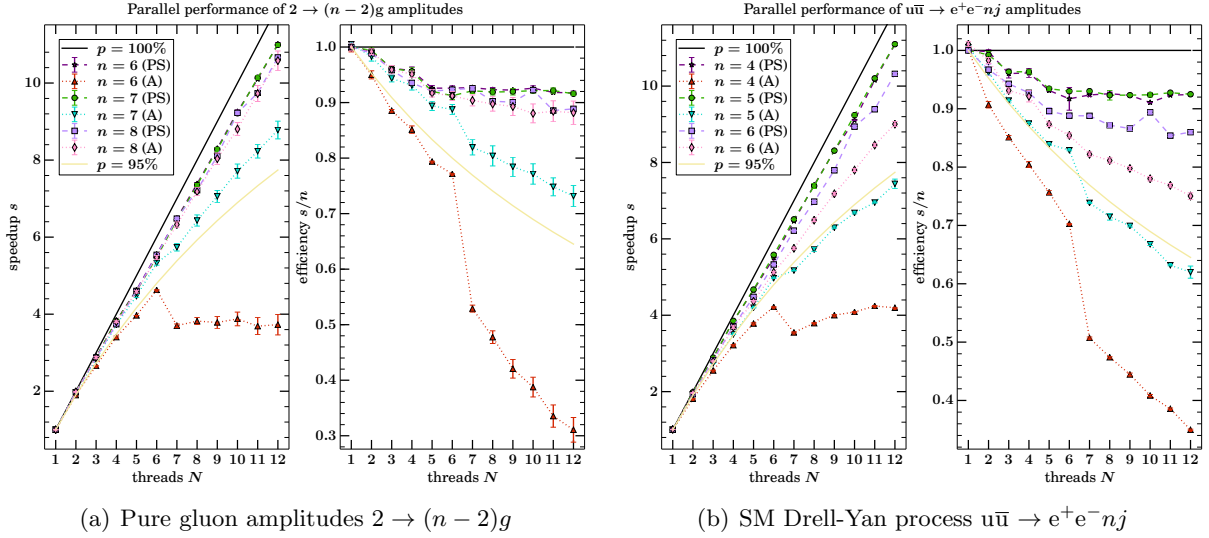 Parallel performance of 2 → (n − 2)g amplitudes
speedup s
10
8
6
4
2
p = 100%
n = 6 (PS)
n = 6 (A)
n = 7 (PS)
n = 7 (A)
n = 8 (PS)
n = 8 (A)
p = 95%
1 2 3 4 5 6 7 8 9 10 11 12
threads N
efficiency s/n
1.0
0.9
0.8
0.7
0.6
0.5
0.4
0.3
1 2 3 4 5 6 7 8 9 10 11 12
threads N
(a) Pure gluon amplitudes 2 → (n − 2)g
Parallel performance of uu̅ → e⁺e⁻nj amplitudes
speedup s
10
8
6
4
2
p = 100%
n = 4 (PS)
n = 4 (A)
n = 5 (PS)
n = 5 (A)
n = 6 (PS)
n = 6 (A)
p = 95%
1 2 3 4 5 6 7 8 9 10 11 12
threads N
efficiency s/n
1.0
0.9
0.8
0.7
0.6
0.5
0.4
1 2 3 4 5 6 7 8 9 10 11 12
threads N
(b) SM Drell-Yan process uu̅ → e⁺e⁻nj